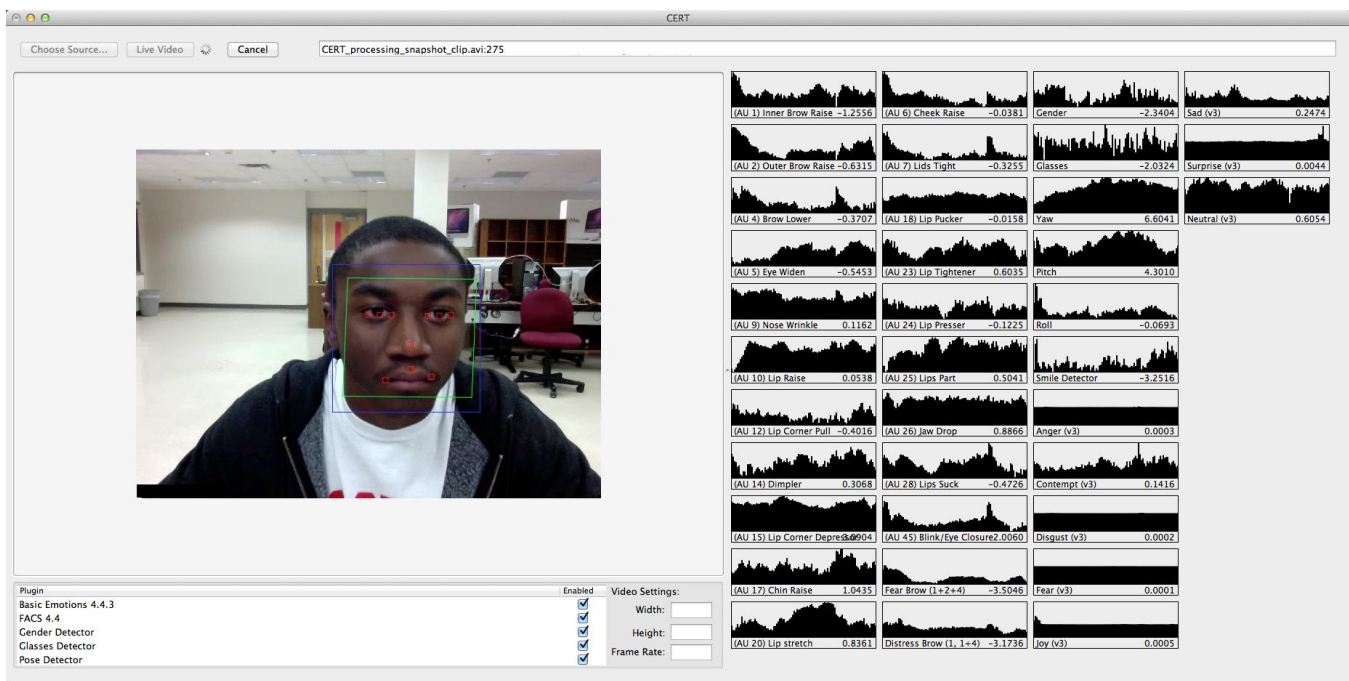 CERT
Choose Source... Live Video Cancel CERT_processing_snapshot_clip.avi:275
(AU 1) Inner Brow Raise -1.2556 (AU 6) Cheek Raise -0.0381 Gender -2.3404 Sad (v3) 0.2474
(AU 2) Outer Brow Raise -0.6315 (AU 7) Lids Tight -0.3255 Glasses -2.0324 Surprise (v3) 0.0044
(AU 4) Brow Lower -0.3707 (AU 18) Lip Pucker -0.0158 Yaw 6.6041 Neutral (v3) 0.6054
(AU 5) Eye Widen -0.5453 (AU 23) Lip Tightener 0.6035 Pitch 4.3010
(AU 9) Nose Wrinkle 0.1162 (AU 24) Lip Presser -0.1225 Roll -0.0693
(AU 10) Lip Raise 0.0538 (AU 25) Lips Part 0.5041 Smile Detector -3.2516
(AU 12) Lip Corner Pull -0.4016 (AU 26) Jaw Drop 0.8866 Anger (v3) 0.0003
(AU 14) Dimpler 0.3068 (AU 28) Lips Suck -0.4726 Contempt (v3) 0.1416
(AU 15) Lip Corner (AU 45) Blink/Eye Closure2.0060 Disgust (v3) 0.0002
(AU 17) Chin Raise 1.0435 Fear Brow (1+2+4) -3.5046 Fear (v3) 0.0001
(AU 20) Lip stretch 0.8361 Distress Brow (1, 1+4) -3.1736 Joy (v3) 0.0005
Plugin Enabled Video Settings:
Basic Emotions 4.4.3
Width:
FACS 4.4
Gender Detector
Height:
Glasses Detector
Frame Rate:
Pose Detector